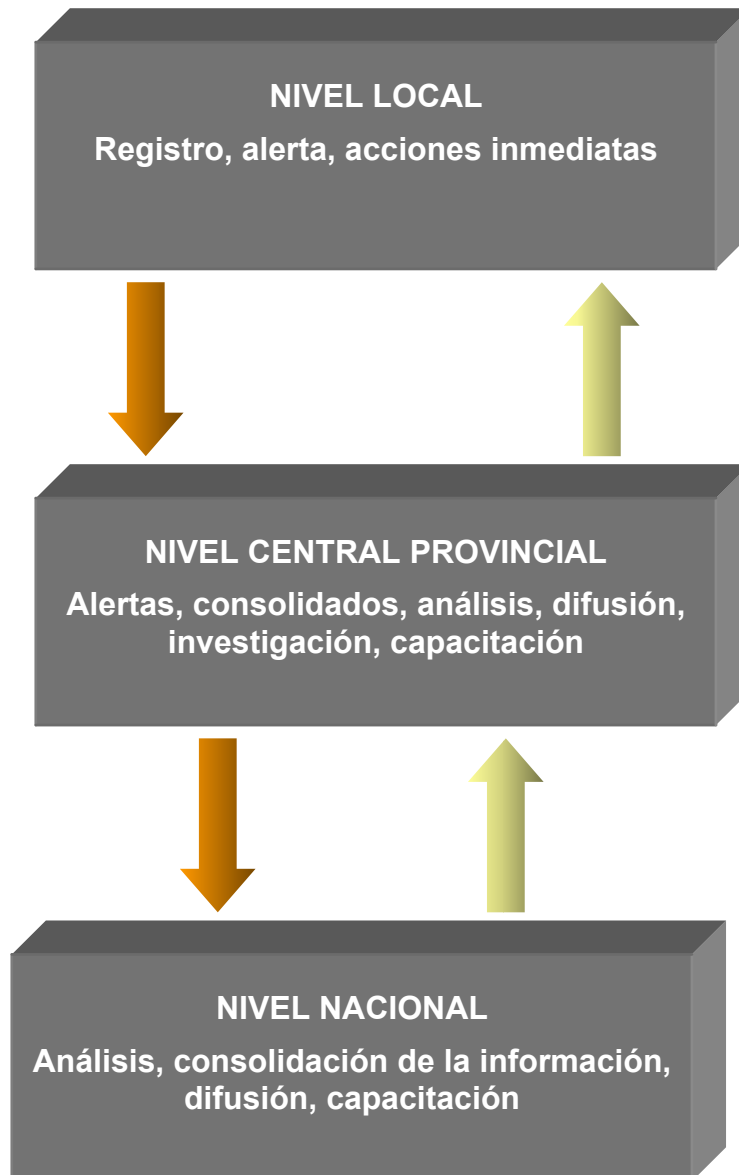 NIVEL LOCAL
Registro, alerta, acciones inmediatas
NIVEL CENTRAL PROVINCIAL
Alertas, consolidados, análisis, difusión,
investigación, capacitación
NIVEL NACIONAL
Análisis, consolidación de la información,
difusión, capacitación